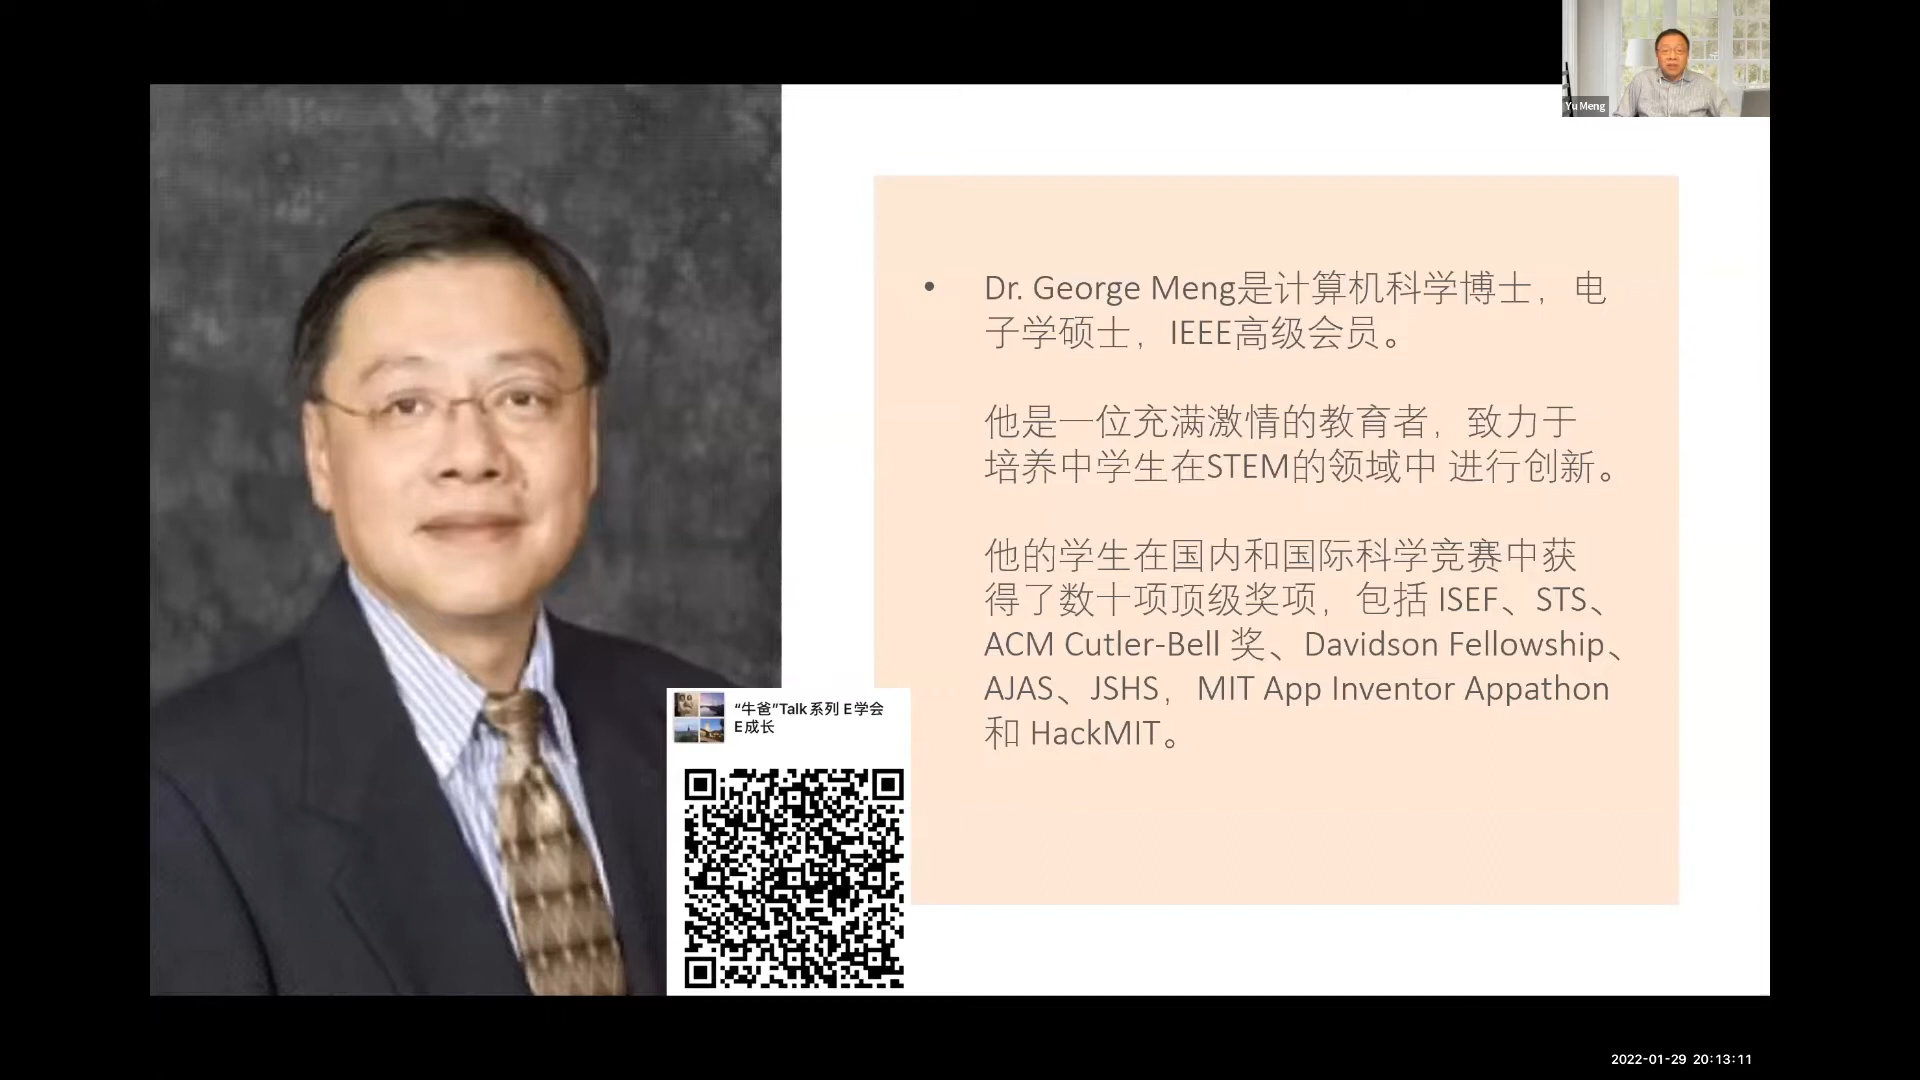 Yu Meng
• Dr. George Meng是计算机科学博士，电
子学硕士，IEEE高级会员。
他是一位充满激情的教育者，致力于
培养中学生在STEM的领域中 进行创新。
他的学生在国内和国际科学竞赛中获
得了数十项顶级奖项，包括 ISEF、STS、
ACM Cutler-Bell 奖、Davidson Fellowship、
AJAS、JSHS，MIT App Inventor Appathon
和 HackMIT。
“牛爸”Talk系列 E学会
E成长
2022-01-29 20:13:11